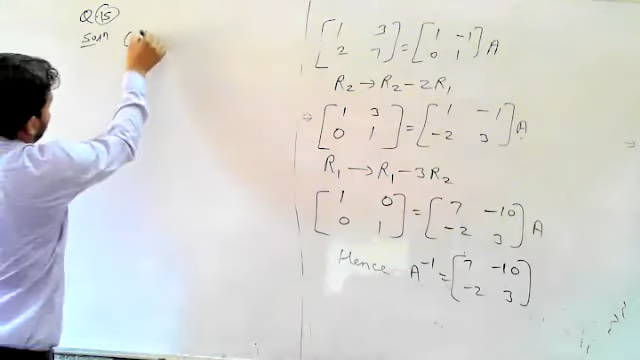 Q 15
Soln (
[1 3
2 7] = [1 -1
0 1] A
R₂ → R₂ - 2R₁
⇒ [1 3
0 1] = [1 -1
-2 3] A
R₁ → R₁ - 3R₂
[1 0
0 1] = [7 -10
-2 3] A
Hence A⁻¹ = [7 -10
-2 3]